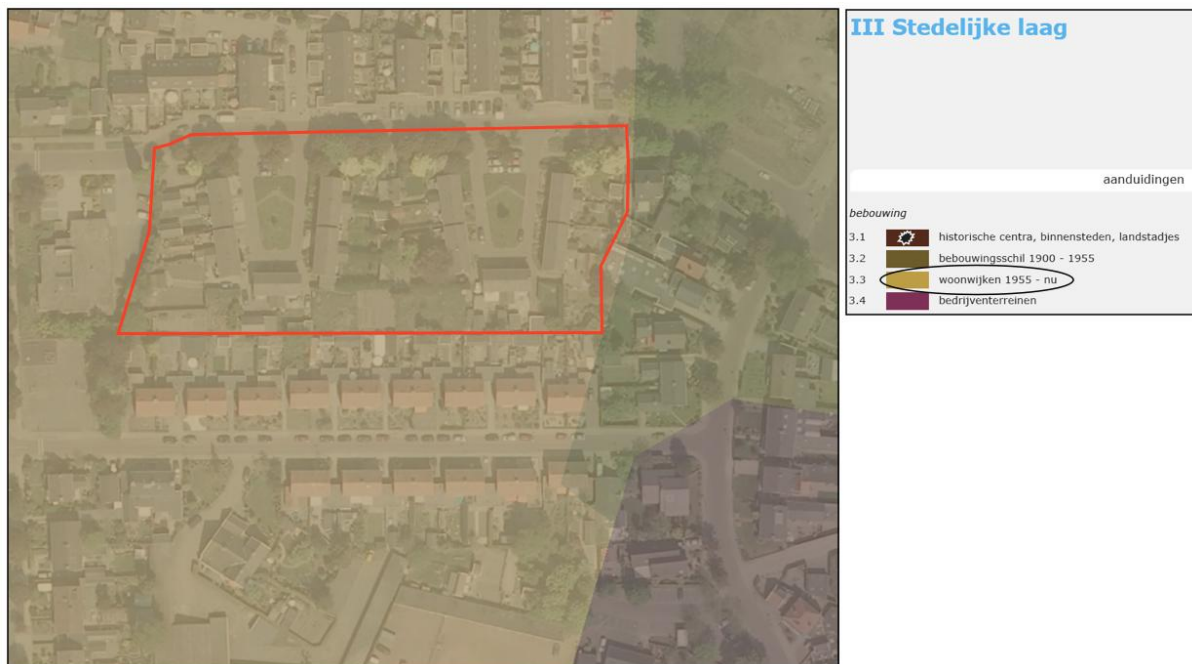 III Stedelijke laag
aanduidingen
bebouwing
3.1 historische centra, binnensteden, landstadjes
3.2 bebouwingsschil 1900 - 1955
3.3 woonwijken 1955 - nu
3.4 bedrijventerreinen